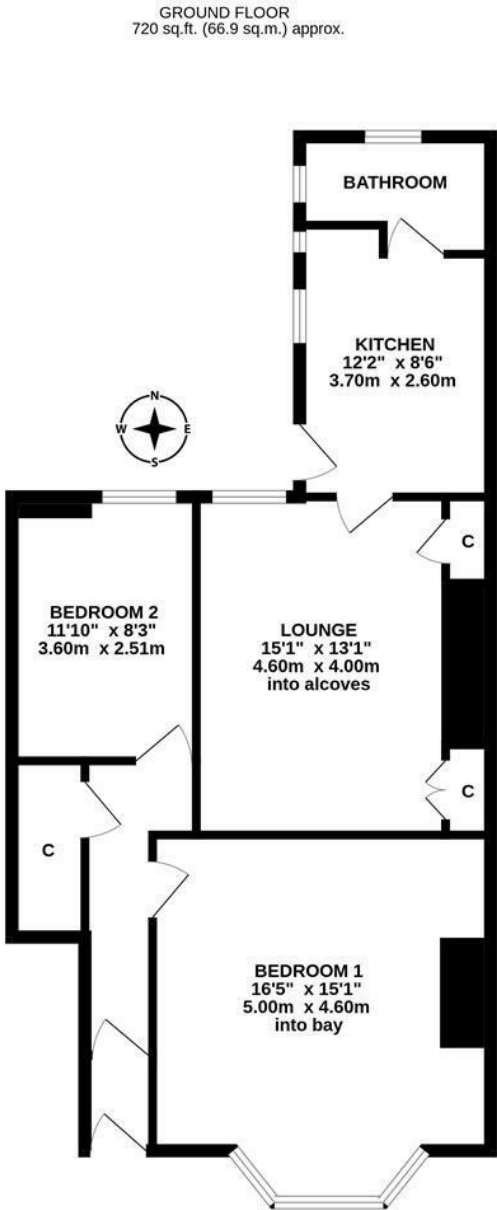 GROUND FLOOR
720 sq.ft. (66.9 sq.m.) approx.
BATHROOM
KITCHEN
12'2" x 8'6"
3.70m x 2.60m
N
W E
S
C
BEDROOM 2
11'10" x 8'3"
3.60m x 2.51m
LOUNGE
15'1" x 13'1"
4.60m x 4.00m
into alcoves
C
C
BEDROOM 1
16'5" x 15'1"
5.00m x 4.60m
into bay